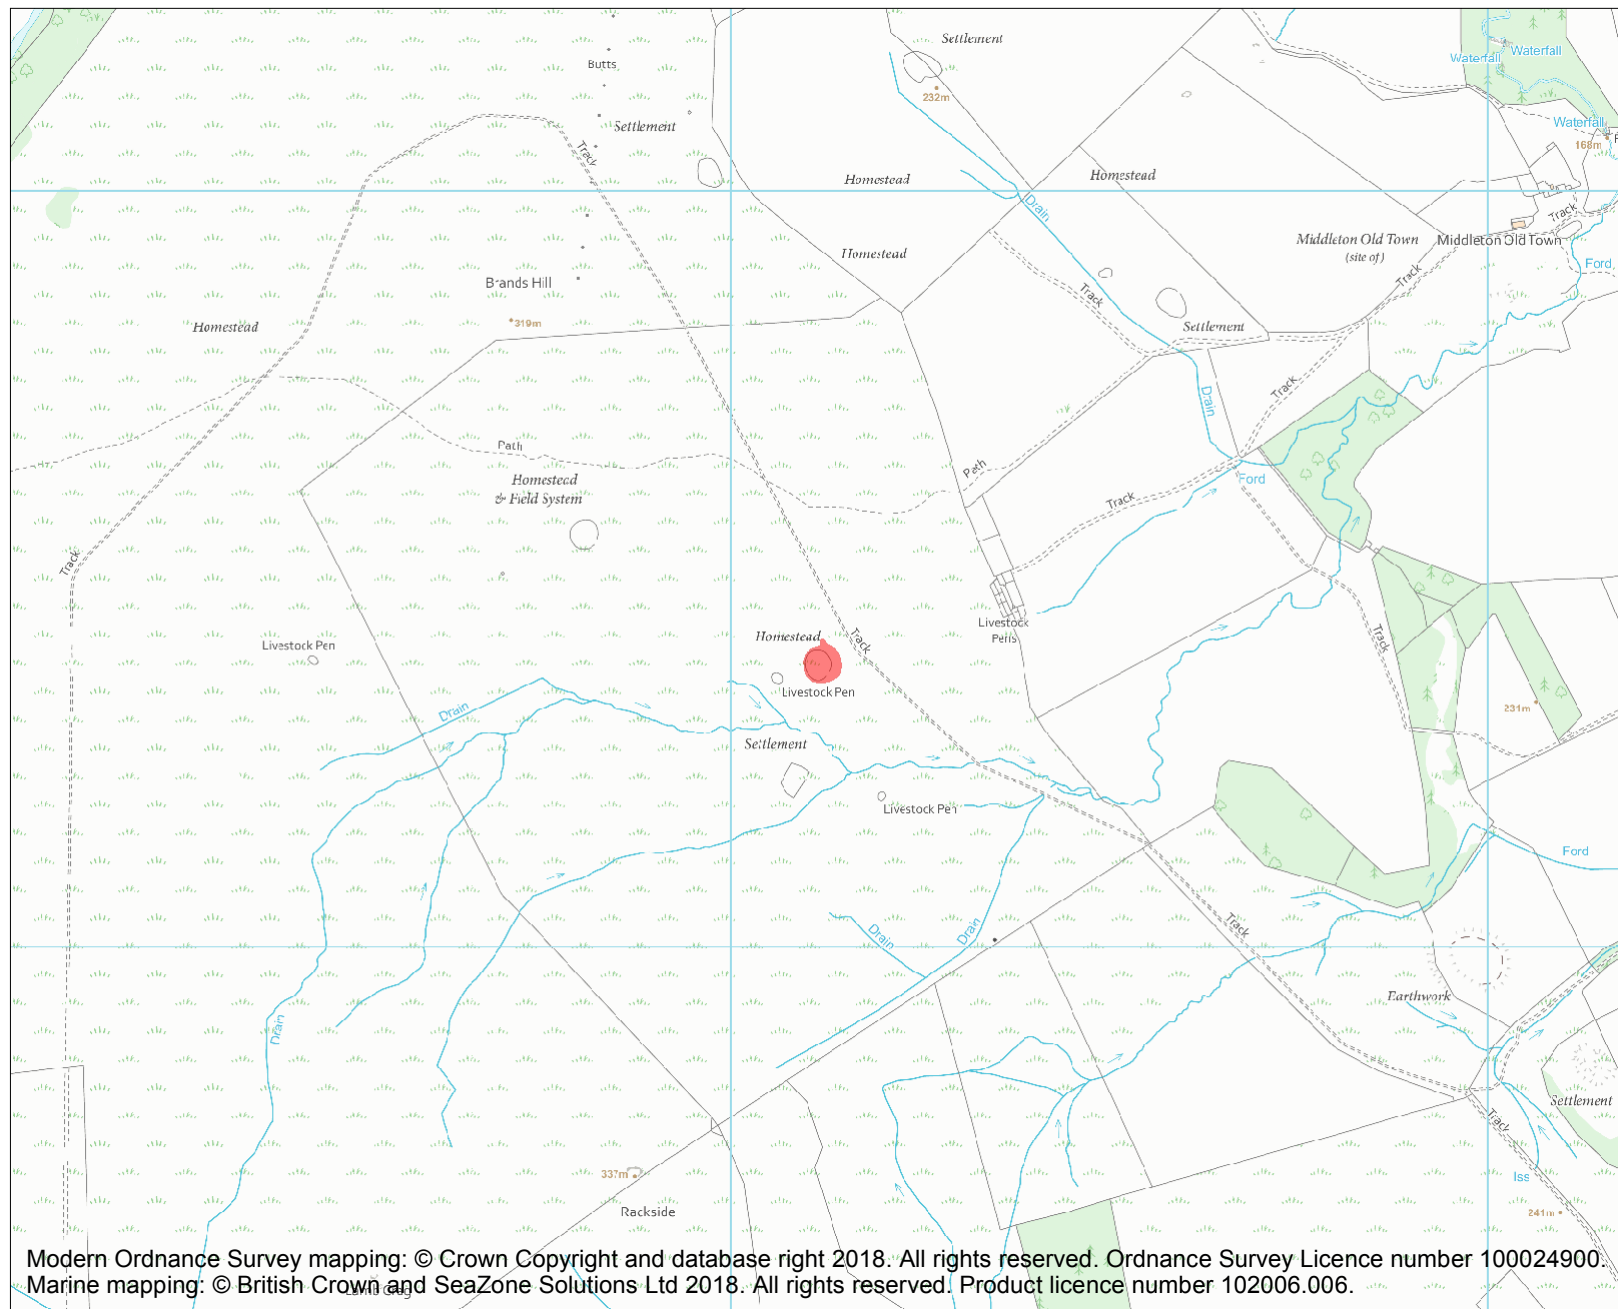 Settlement
Butts
232m
Waterfall
Waterfall
Settlement
Waterfall
168m
Track
Homestead
Homestead
Drain
Track
Middleton Old Town
(site of)
Middleton Old Town
Homestead
Ford
Track
Brands Hill
Track
319m
Homestead
Settlement
Drain
Track
Path
Path
Homestead
& Field System
Ford
Track
Track
Livestock
Pens
Homestead
Track
Track
Livestock Pen
Livestock Pen
Drain
231m
Settlement
Livestock Pen
Ford
Drain
Drain
Track
Earthwork
Drain
Settlement
Track
337m
Iss
Rackside
241m
Modern Ordnance Survey mapping: © Crown Copyright and database right 2018. All rights reserved. Ordnance Survey Licence number 100024900.
Marine mapping: © British Crown and SeaZone Solutions Ltd 2018. All rights reserved. Product licence number 102006.006.